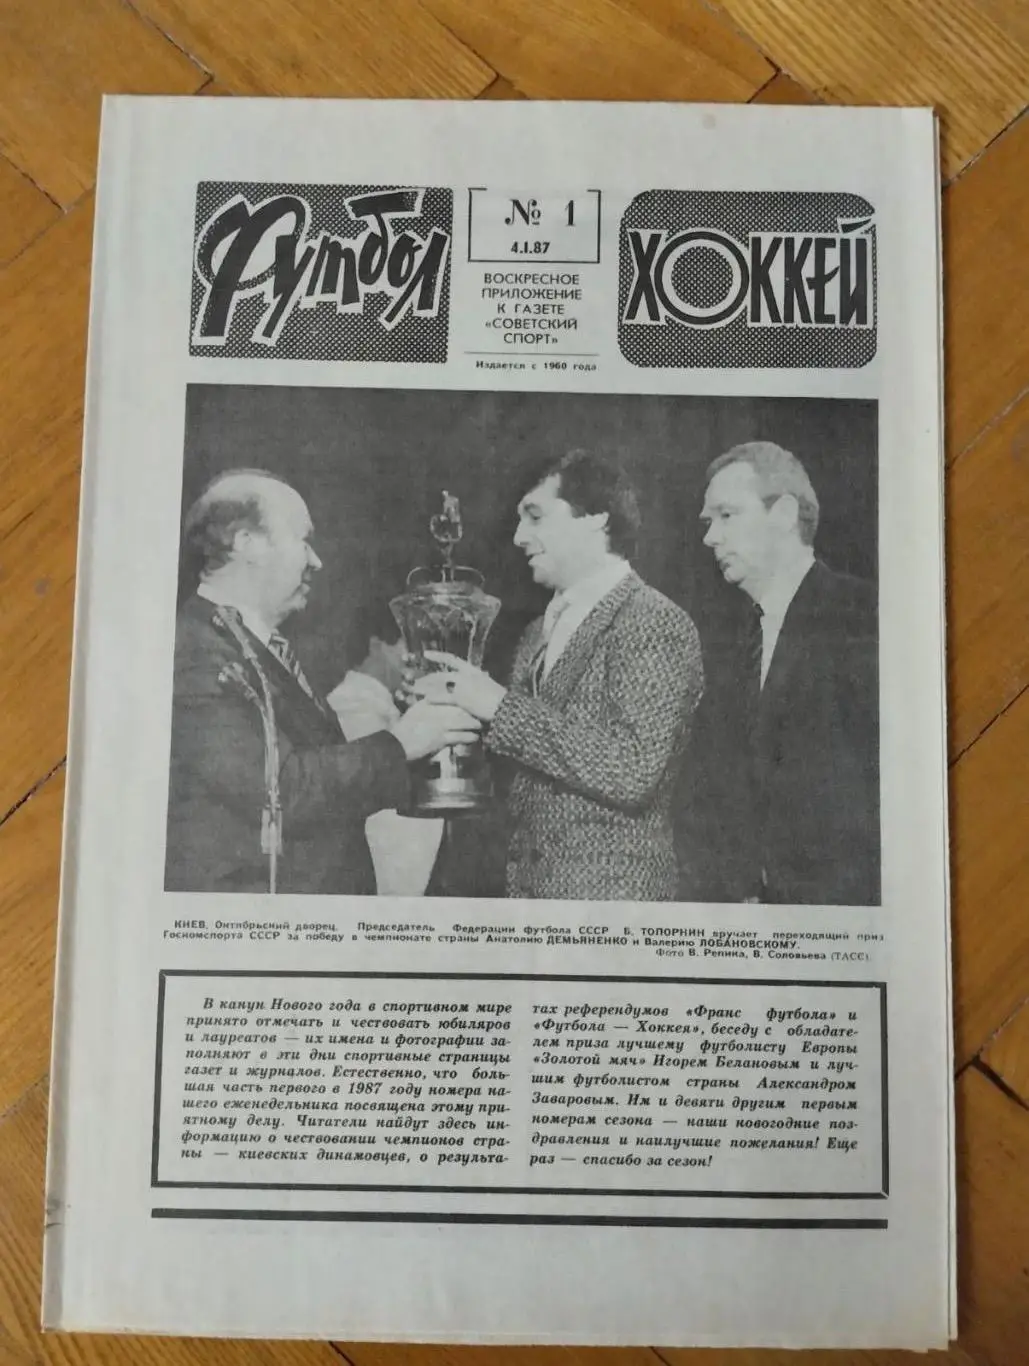 Футбол
№ 1
4.I.87
ВОСКРЕСНОЕ
ПРИЛОЖЕНИЕ
К ГАЗЕТЕ
«СОВЕТСКИЙ
СПОРТ»
Издается с 1960 года
ХОККЕЙ
КИЕВ, Октябрьский дворец. Председатель Федерации футбола СССР Б. ТОПОРНИН вручает переходящий приз
Госкомспорта СССР за победу в чемпионате страны Анатолию ДЕМЬЯНЕНКО и Валерию ЛОБАНОВСКОМУ.
Фото В. Репика, В. Соловьева (ТАСС).
В канун Нового года в спортивном мире
принято отмечать и чествовать юбиляров
и лауреатов — их имена и фотографии за-
полняют в эти дни спортивные страницы
газет и журналов. Естественно, что боль-
шая часть первого в 1987 году номера на-
шего еженедельника посвящена этому при-
ятному делу. Читатели найдут здесь ин-
формацию о чествовании чемпионов стра-
ны — киевских динамовцев, о результа-
тах референдумов «Франс футбола» и
«Футбола — Хоккея», беседу с обладате-
лем приза лучшему футболисту Европы
«Золотой мяч» Игорем Белановым и луч-
шим футболистом страны Александром
Заваровым. Им и девяти другим первым
номерам сезона — наши новогодние поз-
дравления и наилучшие пожелания! Еще
раз — спасибо за сезон!